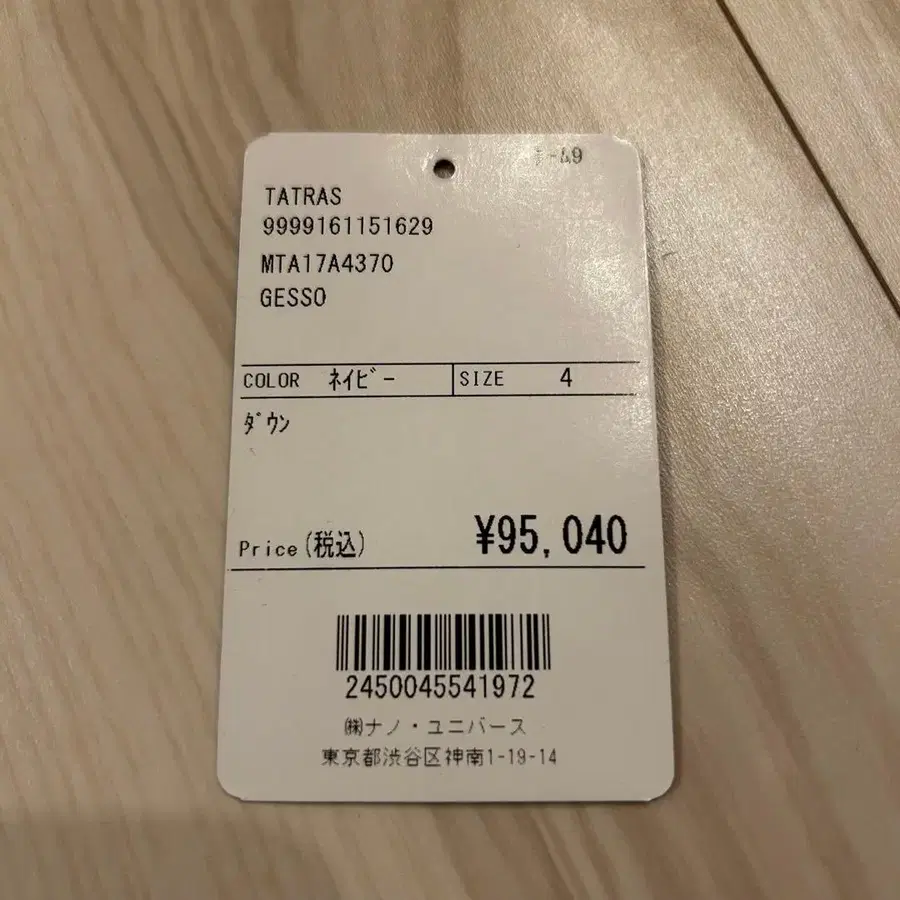 TATRAS
9999161151629
MTA17A4370
GESSO
COLOR ﾈｲﾋﾞｰ SIZE 4
ﾀﾞｳﾝ
Price(税込) ¥95,040
2450045541972
㈱ナノ・ユニバース
東京都渋谷区神南1-19-14